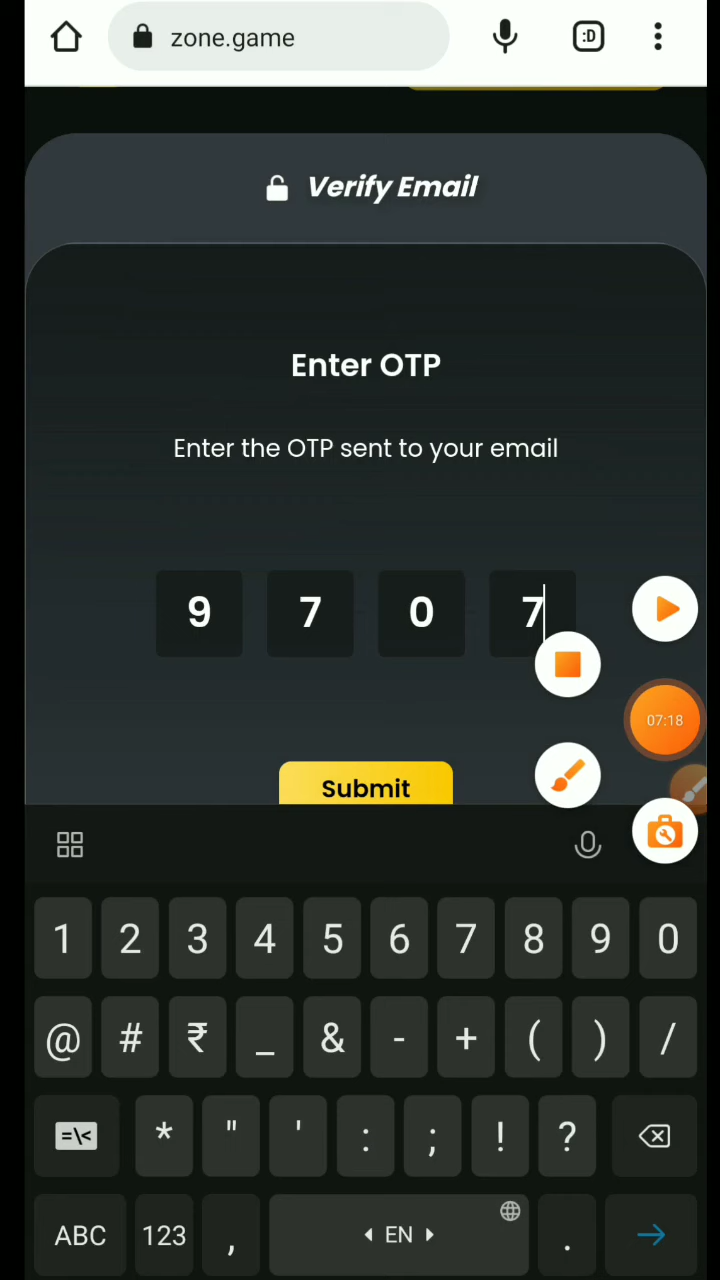 zone.game
:D
Verify Email
Enter OTP
Enter the OTP sent to your email
9 7 0 7
07:18
Submit
1 2 3 4 5 6 7 8 9 0
@ # ₹ _ & - + ( ) /
=\< * " ' : ; ! ?
ABC 123 , EN .